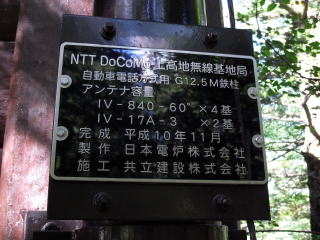 NTT DoCoMo 上高地無線基地局
自動車電話方式用 G12.5M鉄柱
アンテナ容量
IV-840-60° ×4基
IV-17A-3 ×2基
完成 平成10年11月
製作 日本電炉株式会社
施工 共立建設株式会社